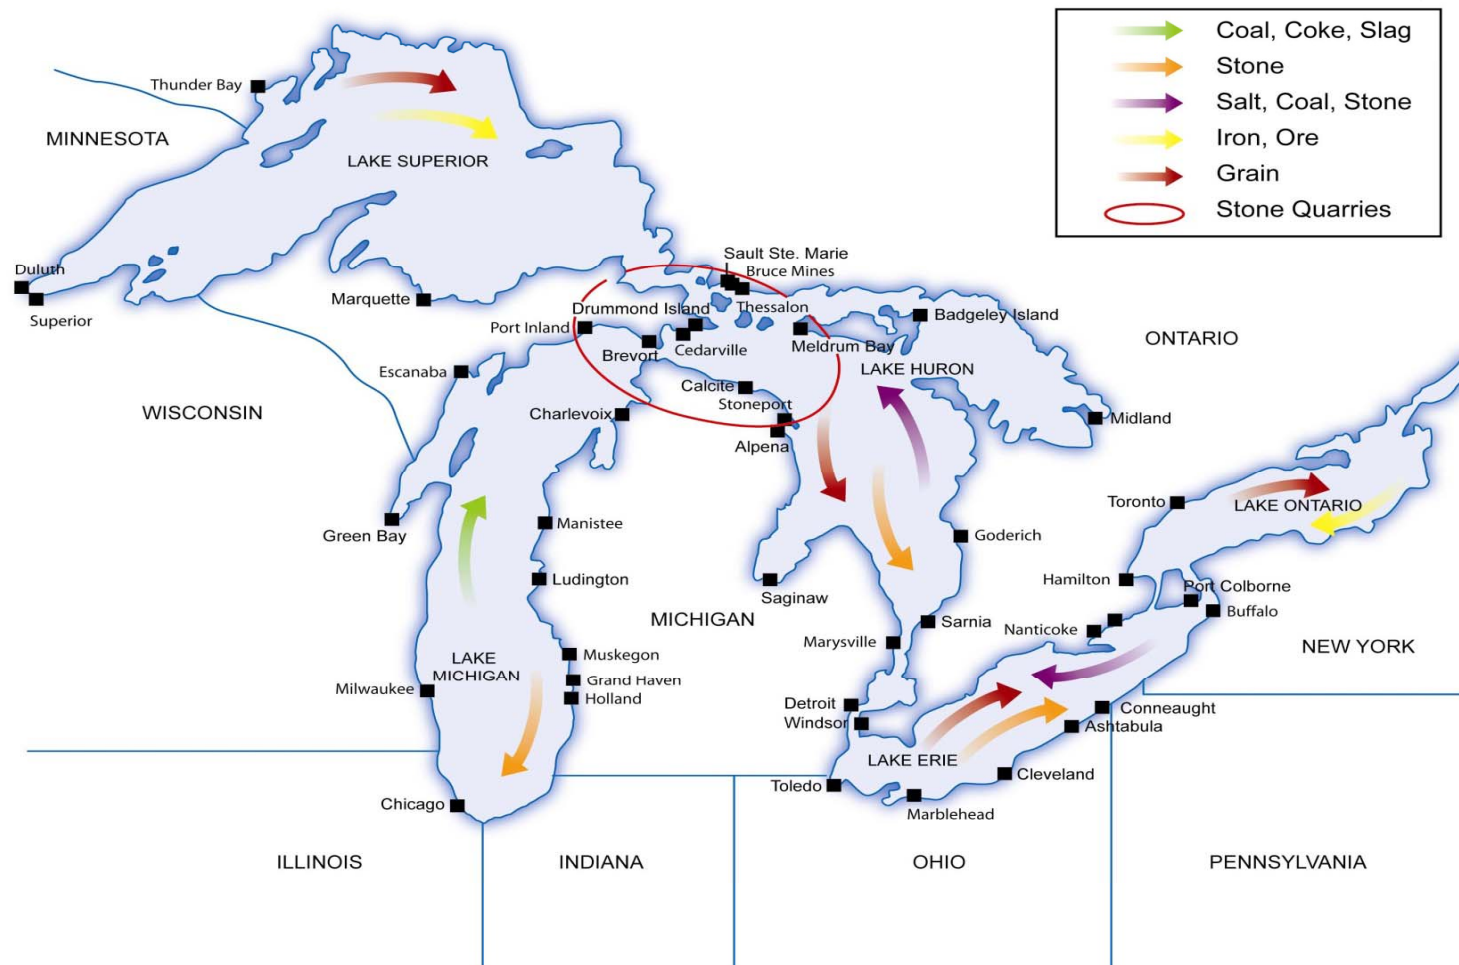 Coal, Coke, Slag
Stone
Salt, Coal, Stone
Iron, Ore
Grain
Stone Quarries
Thunder Bay
MINNESOTA
LAKE SUPERIOR
Duluth
Superior
Marquette
Sault Ste. Marie
Bruce Mines
Thessalon
Drummond Island
Port Inland
Brevort
Cedarville
Meldrum Bay
Badgeley Island
ONTARIO
LAKE HURON
Escanaba
Calcite
Stoneport
WISCONSIN
Charlevoix
Alpena
Midland
Toronto
LAKE ONTARIO
Green Bay
Manistee
Goderich
Ludington
Saginaw
Hamilton
Port Colborne
Buffalo
MICHIGAN
Sarnia
Nanticoke
Marysville
NEW YORK
LAKE
MICHIGAN
Muskegon
Grand Haven
Holland
Milwaukee
Detroit
Windsor
Conneaught
Ashtabula
LAKE ERIE
Cleveland
Toledo
Marblehead
Chicago
ILLINOIS
INDIANA
OHIO
PENNSYLVANIA